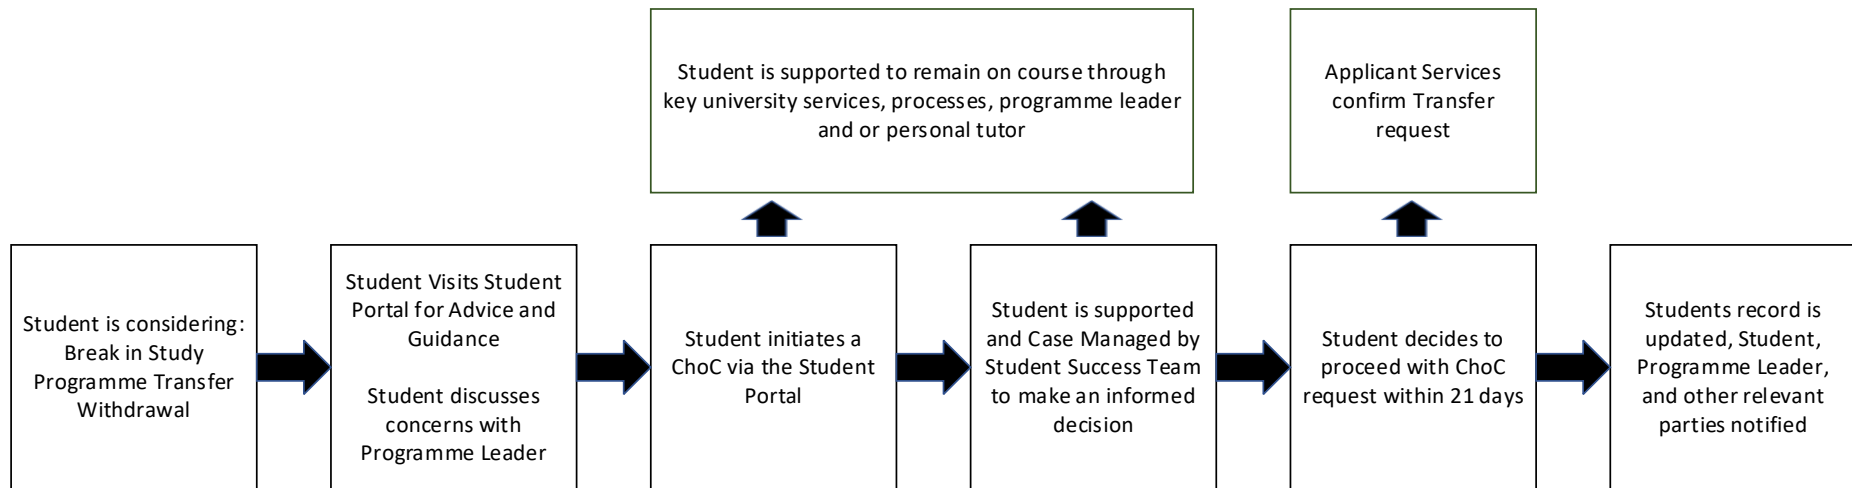 Student is supported to remain on course through
key university services, processes, programme leader
and or personal tutor
Applicant Services
confirm Transfer
request
Student is considering:
Break in Study
Programme Transfer
Withdrawal
Student Visits Student
Portal for Advice and
Guidance
Student discusses
concerns with
Programme Leader
Student initiates a
ChoC via the Student
Portal
Student is supported
and Case Managed by
Student Success Team
to make an informed
decision
Student decides to
proceed with ChoC
request within 21 days
Students record is
updated, Student,
Programme Leader,
and other relevant
parties notified